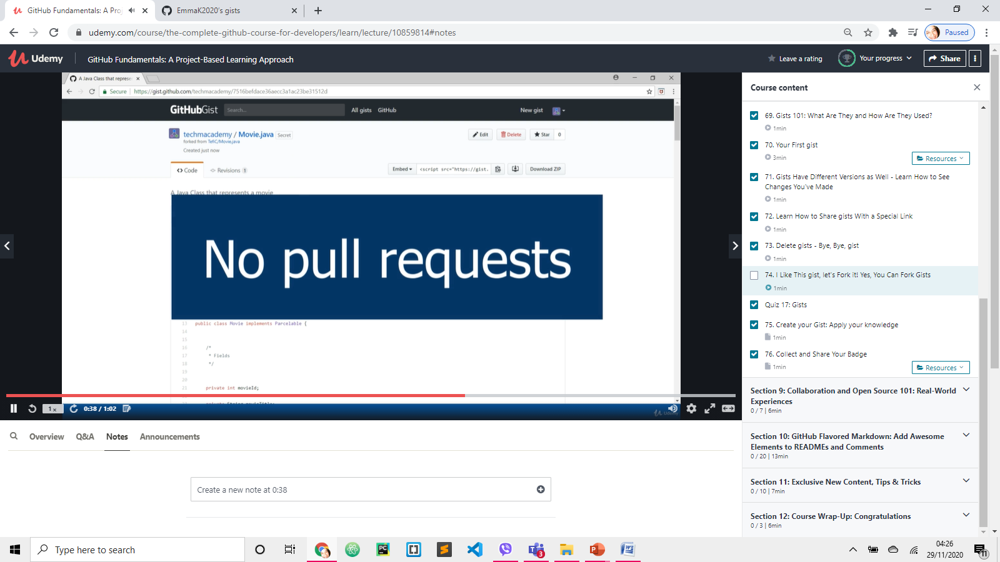 GitHub Fundamentals: A Pro
EmmaK2020's gists
udemy.com/course/the-complete-github-course-for-developers/learn/lecture/10859814#notes
Paused
Udemy
GitHub Fundamentals: A Project-Based Learning Approach
Leave a rating
Your progress
Share
A Java Class that represe
Secure
https://gist.github.com/techmacademy/7516befdace36aecc3a1ac23be31512d
GitHubGist
Search...
All gists
GitHub
New gist
techmacademy / Movie.java
Secret
forked from TefiC/Movie.java
Created just now
Edit
Delete
Star
0
Code
Revisions 1
Embed
<script src="https://gist.
Download ZIP
A Java Class that represents a movie
No pull requests
13 public class Movie implements Parcelable {
14
15
16 /*
17 * Fields
18 */
19
20
21 private int movieId;
1 x
0:38 / 1:02
Udemy
Overview
Q&A
Notes
Announcements
Create a new note at 0:38
Course content
69. Gists 101: What Are They and How Are They Used?
1min
70. Your First gist
3min
Resources
71. Gists Have Different Versions as Well - Learn How to See
Changes You've Made
1min
72. Learn How to Share gists With a Special Link
1min
73. Delete gists - Bye, Bye, gist
1min
74. I Like This gist, let's Fork it! Yes, You Can Fork Gists
1min
Quiz 17: Gists
75. Create your Gist: Apply your knowledge
1min
76. Collect and Share Your Badge
1min
Resources
Section 9: Collaboration and Open Source 101: Real-World
Experiences
0 / 7 | 6min
Section 10: GitHub Flavored Markdown: Add Awesome
Elements to READMEs and Comments
0 / 20 | 13min
Section 11: Exclusive New Content, Tips & Tricks
0 / 10 | 7min
Section 12: Course Wrap-Up: Congratulations
0 / 3 | 6min
Type here to search
PC
3
04:26
29/11/2020
11